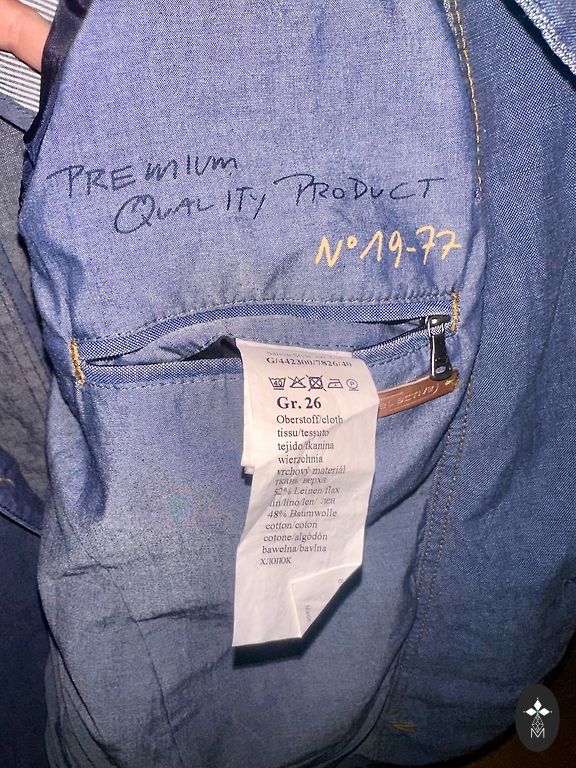 PREMIUM
QUALITY PRODUCT
Nº 19-77
G/442300/7826/40
Gr. 26
Oberstoff/cloth
tissu/tessuto
tejido/tkanina
wierzchnia
vrchový materiál
ткань верха
52% Leinen/flax
lin/lino/len/ лен
48% Baumwolle
cotton/coton
cotone/algodón
bawełna/bavlna
хлопок